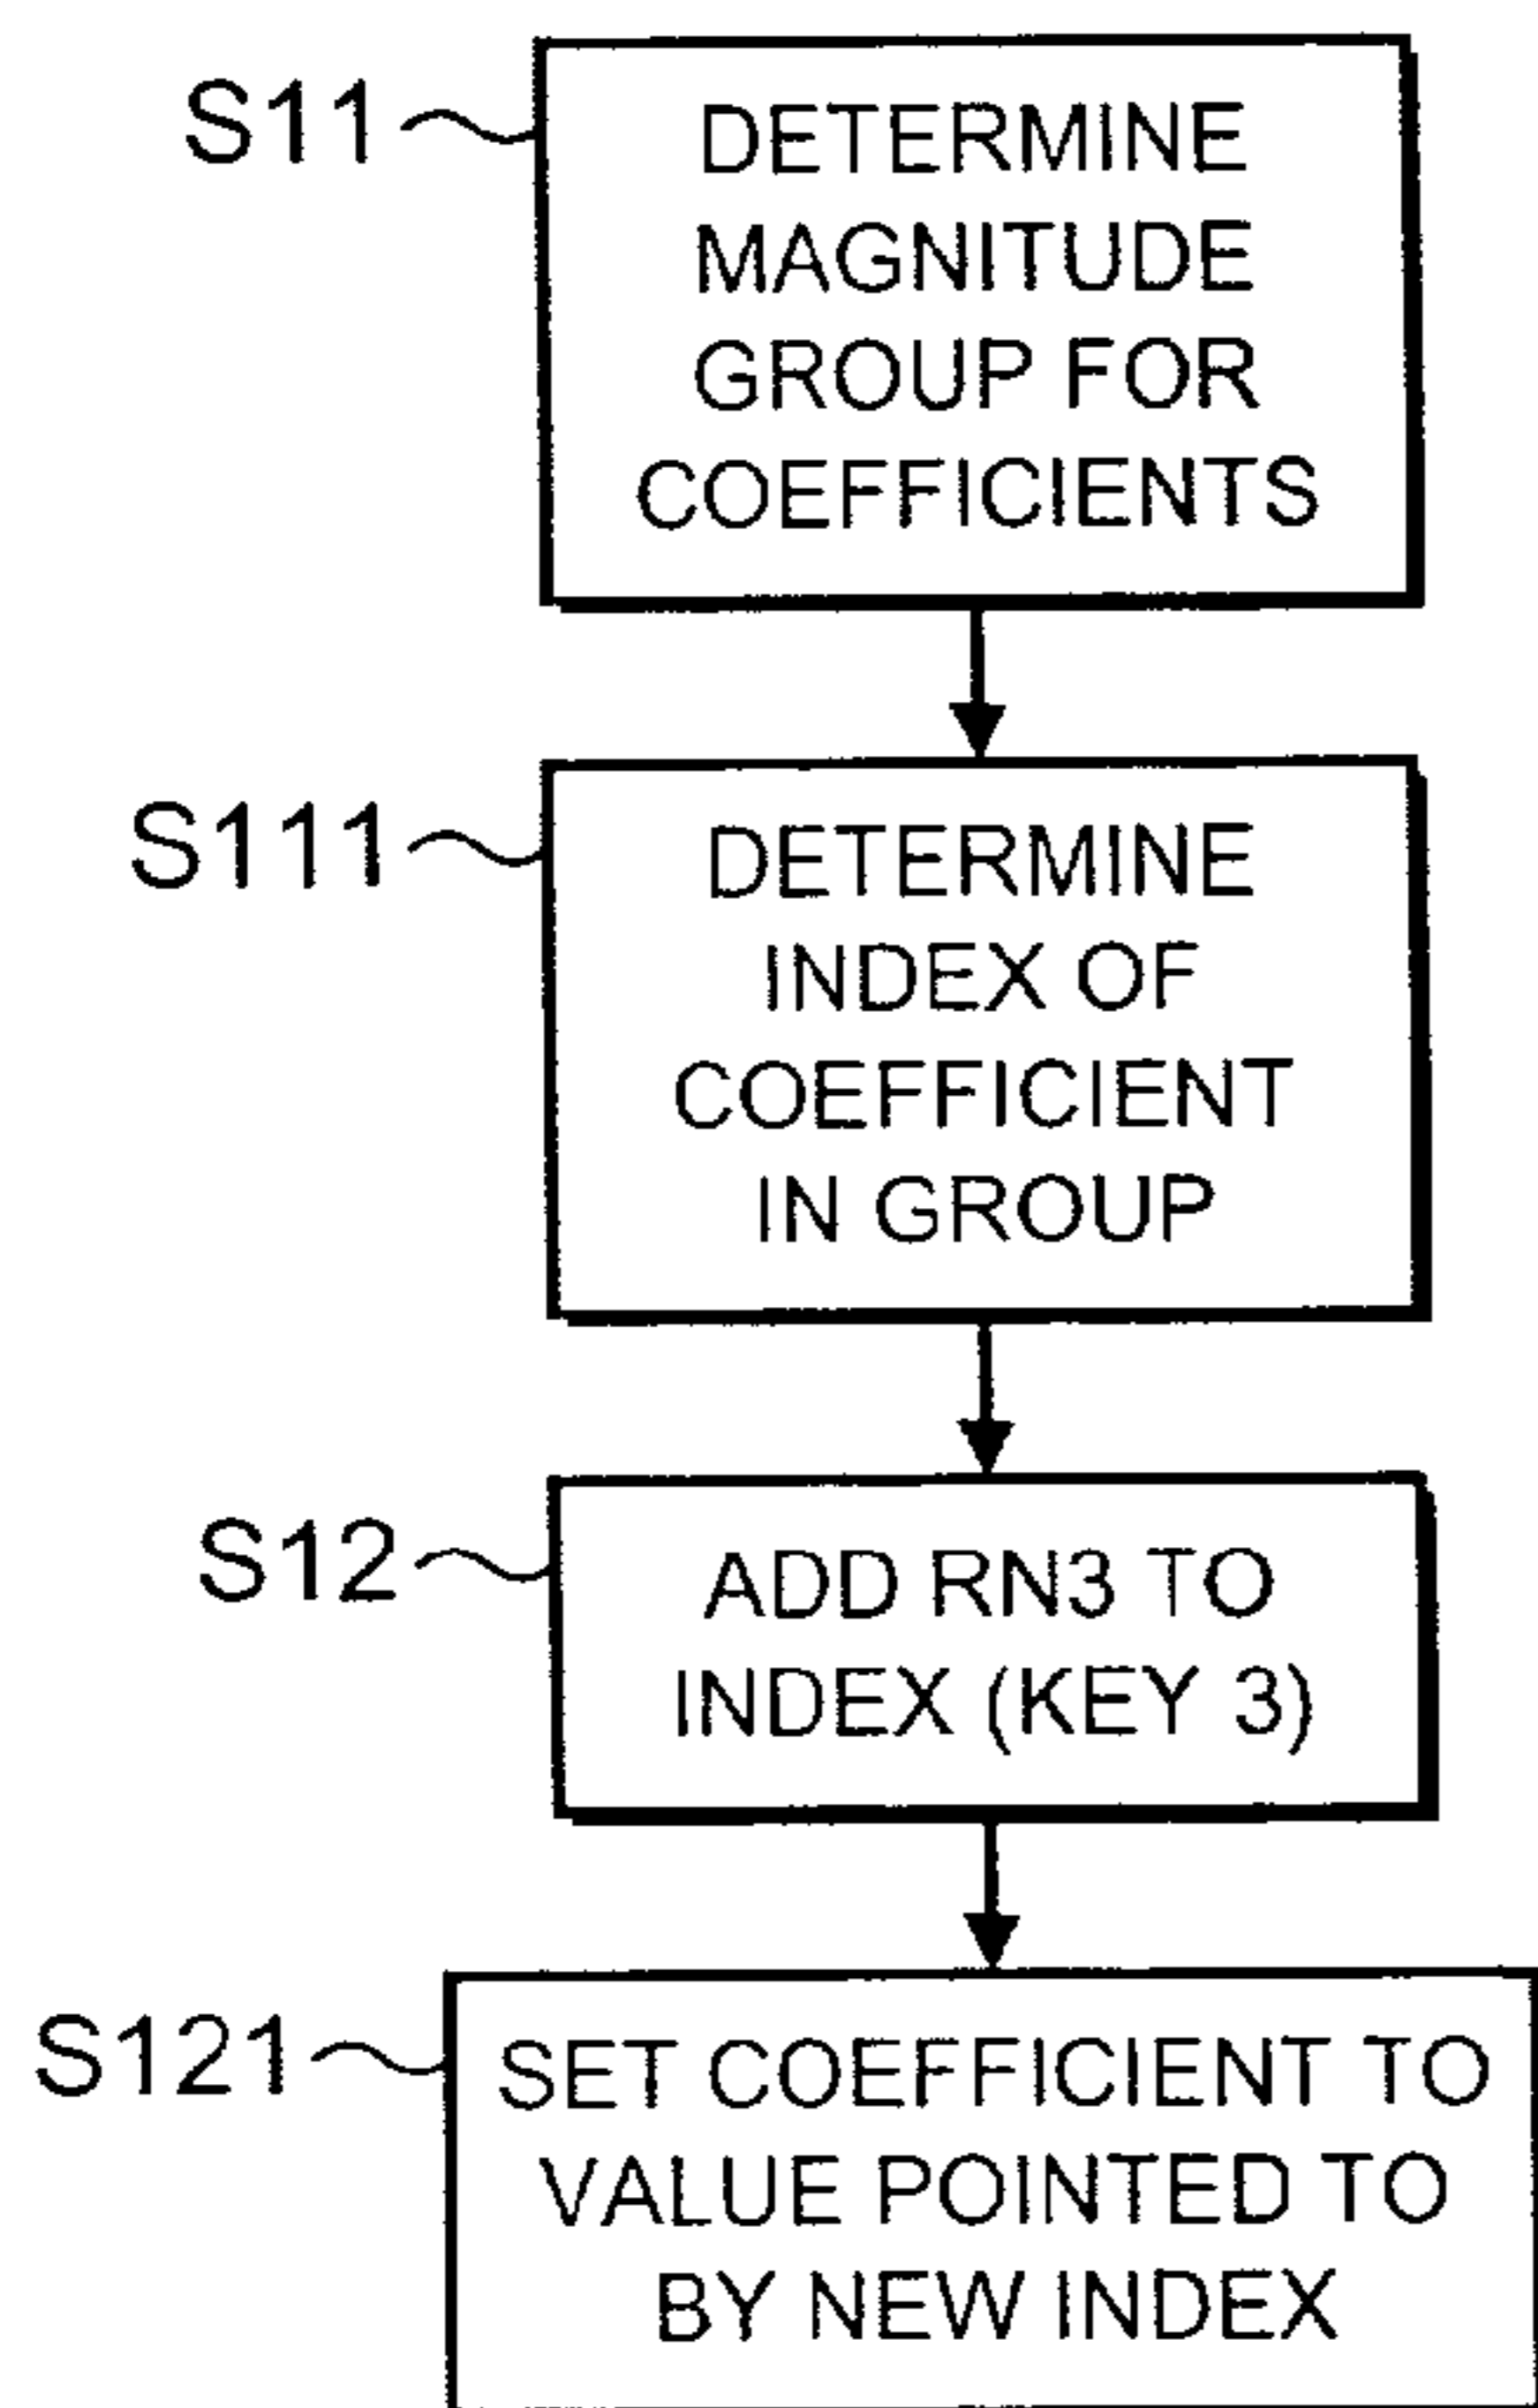 S11
DETERMINE
MAGNITUDE
GROUP FOR
COEFFICIENTS
S111
DETERMINE
INDEX OF
COEFFICIENT
IN GROUP
S12
ADD RN3 TO
INDEX (KEY 3)
S121
SET COEFFICIENT TO
VALUE POINTED TO
BY NEW INDEX